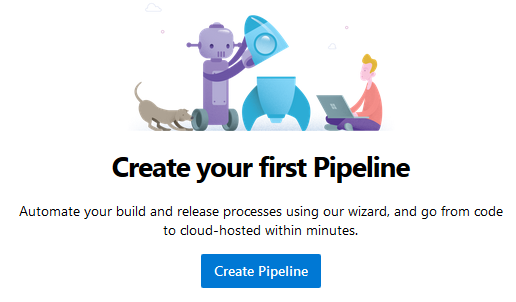 Create your first Pipeline
Automate your build and release processes using our wizard, and go from code
to cloud-hosted within minutes.
Create Pipeline